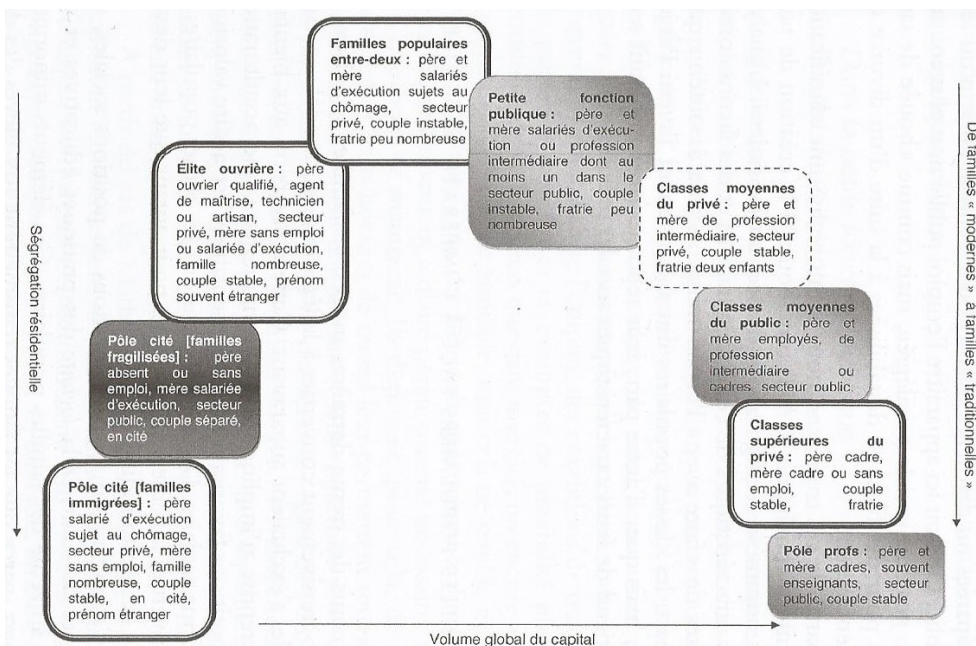 Familles populaires
entre-deux : père et
mère salariés
d'exécution sujets au
chômage, secteur
privé, couple instable,
fratrie peu nombreuse
Petite fonction
publique : père et
mère salariés d'exécu-
tion ou profession
intermédiaire dont au
moins un dans le
secteur public, couple
instable, fratrie peu
nombreuse
Élite ouvrière : père
ouvrier qualifié, agent
de maîtrise, technicien
ou artisan, secteur
privé, mère sans emploi
ou salariée d'exécution,
famille nombreuse,
couple stable, prénom
souvent étranger
Classes moyennes
du privé : père et
mère de profession
intermédiaire, secteur
privé, couple stable,
fratrie deux enfants
Pôle cité [familles
fragilisées] : père
absent ou sans
emploi, mère salariée
d'exécution, secteur
public, couple séparé,
en cité
Classes moyennes
du public : père et
mère employés, de
profession
intermédiaire ou
cadres, secteur public,
Classes
supérieures du
privé : père cadre,
mère cadre ou sans
emploi, couple
stable, fratrie
Pôle cité [familles
immigrées] : père
salarié d'exécution
sujet au chômage,
secteur privé, mère
sans emploi, famille
nombreuse, couple
stable, en cité,
prénom étranger
Pôle profs : père et
mère cadres, souvent
enseignants, secteur
public, couple stable
Ségrégation résidentielle
De familles « modernes » à familles « traditionnelles »
Volume global du capital